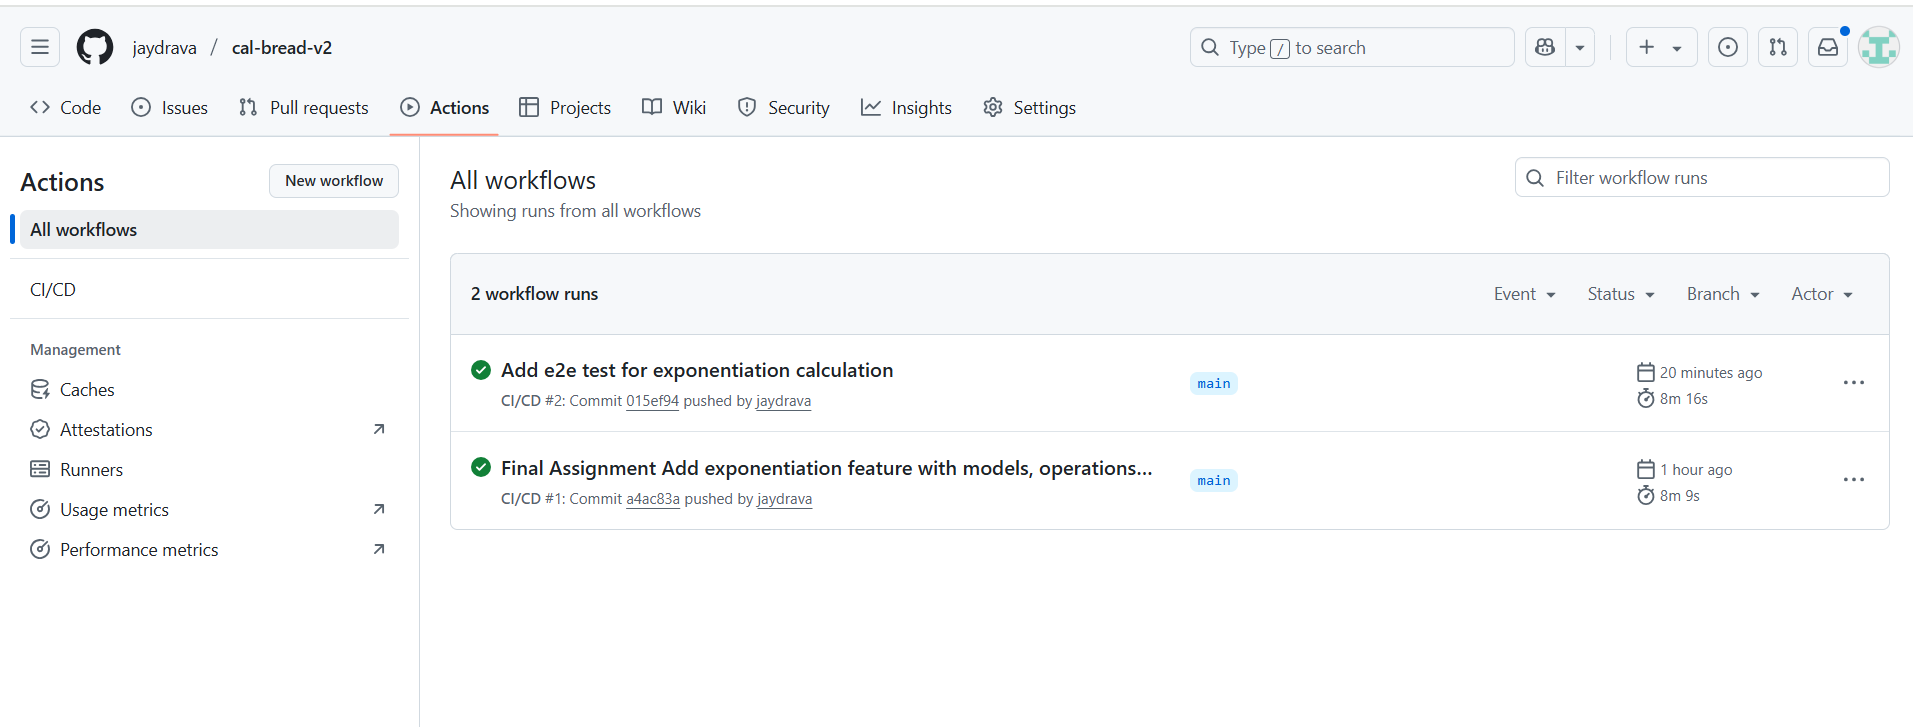 jaydrava / cal-bread-v2
Type / to search
Code
Issues
Pull requests
Actions
Projects
Wiki
Security
Insights
Settings
Actions
New workflow
All workflows
CI/CD
Management
Caches
Attestations
Runners
Usage metrics
Performance metrics
All workflows
Showing runs from all workflows
Filter workflow runs
2 workflow runs
Event
Status
Branch
Actor
Add e2e test for exponentiation calculation
CI/CD #2: Commit 015ef94 pushed by jaydrava
main
20 minutes ago
8m 16s
Final Assignment Add exponentiation feature with models, operations...
CI/CD #1: Commit a4ac83a pushed by jaydrava
main
1 hour ago
8m 9s